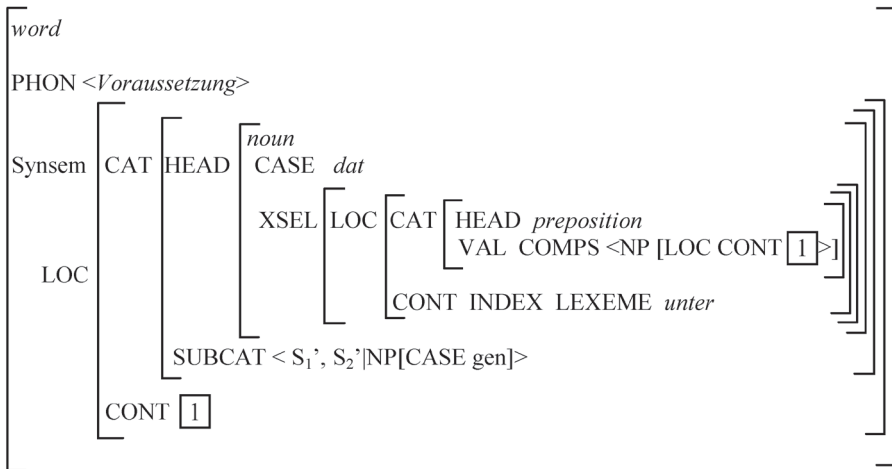 word
PHON <Voraussetzung>
Synsem
LOC
CAT
HEAD
noun
CASE dat
XSEL
LOC
CAT
HEAD preposition
VAL COMPS <NP [LOC CONT 1>]
CONT INDEX LEXEME unter
SUBCAT < S₁’, S₂’|NP[CASE gen]>
CONT 1